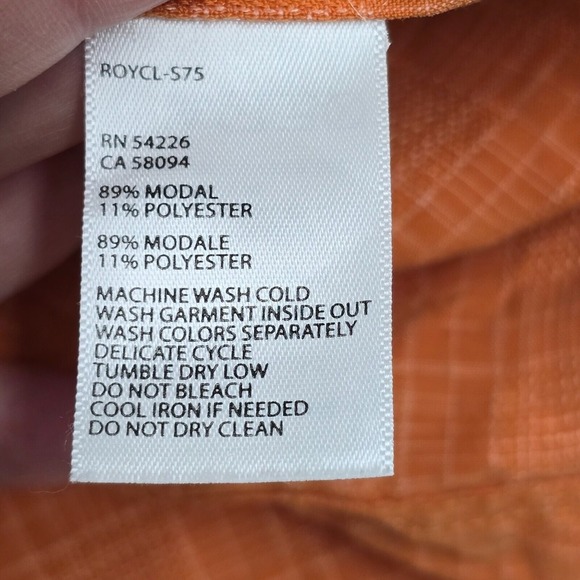 ROYCL-S75
RN 54226
CA 58094
89% MODAL
11% POLYESTER
89% MODALE
11% POLYESTER
MACHINE WASH COLD
WASH GARMENT INSIDE OUT
WASH COLORS SEPARATELY
DELICATE CYCLE
TUMBLE DRY LOW
DO NOT BLEACH
COOL IRON IF NEEDED
DO NOT DRY CLEAN